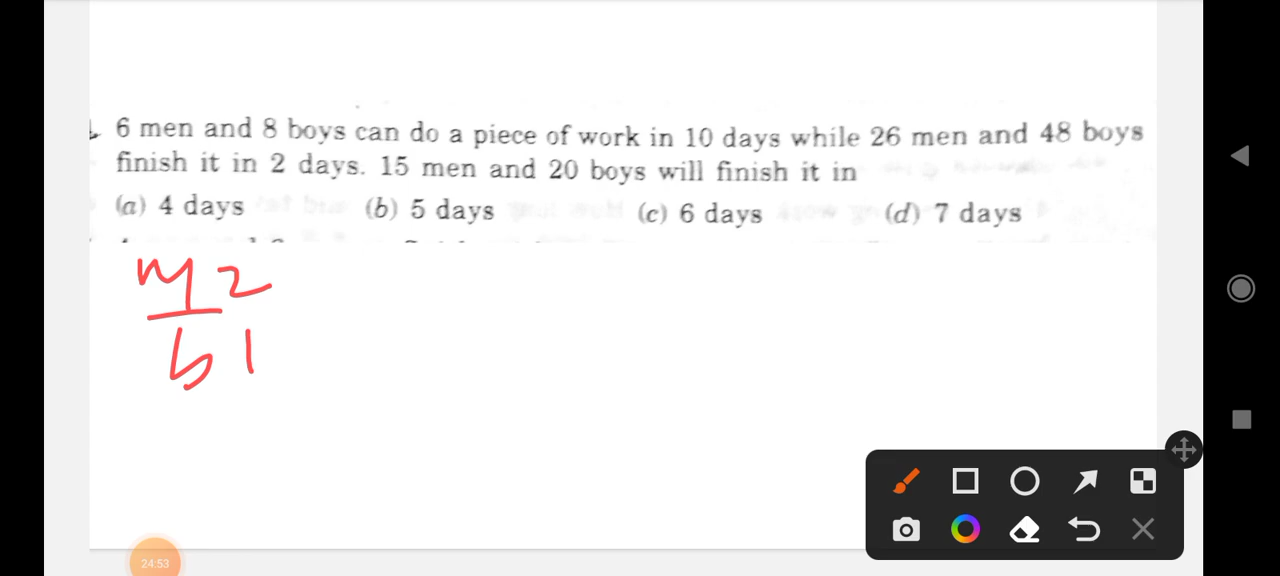 6 men and 8 boys can do a piece of work in 10 days while 26 men and 48 boys
finish it in 2 days. 15 men and 20 boys will finish it in
(a) 4 days (b) 5 days (c) 6 days (d) 7 days
M 2
b 1
24:53